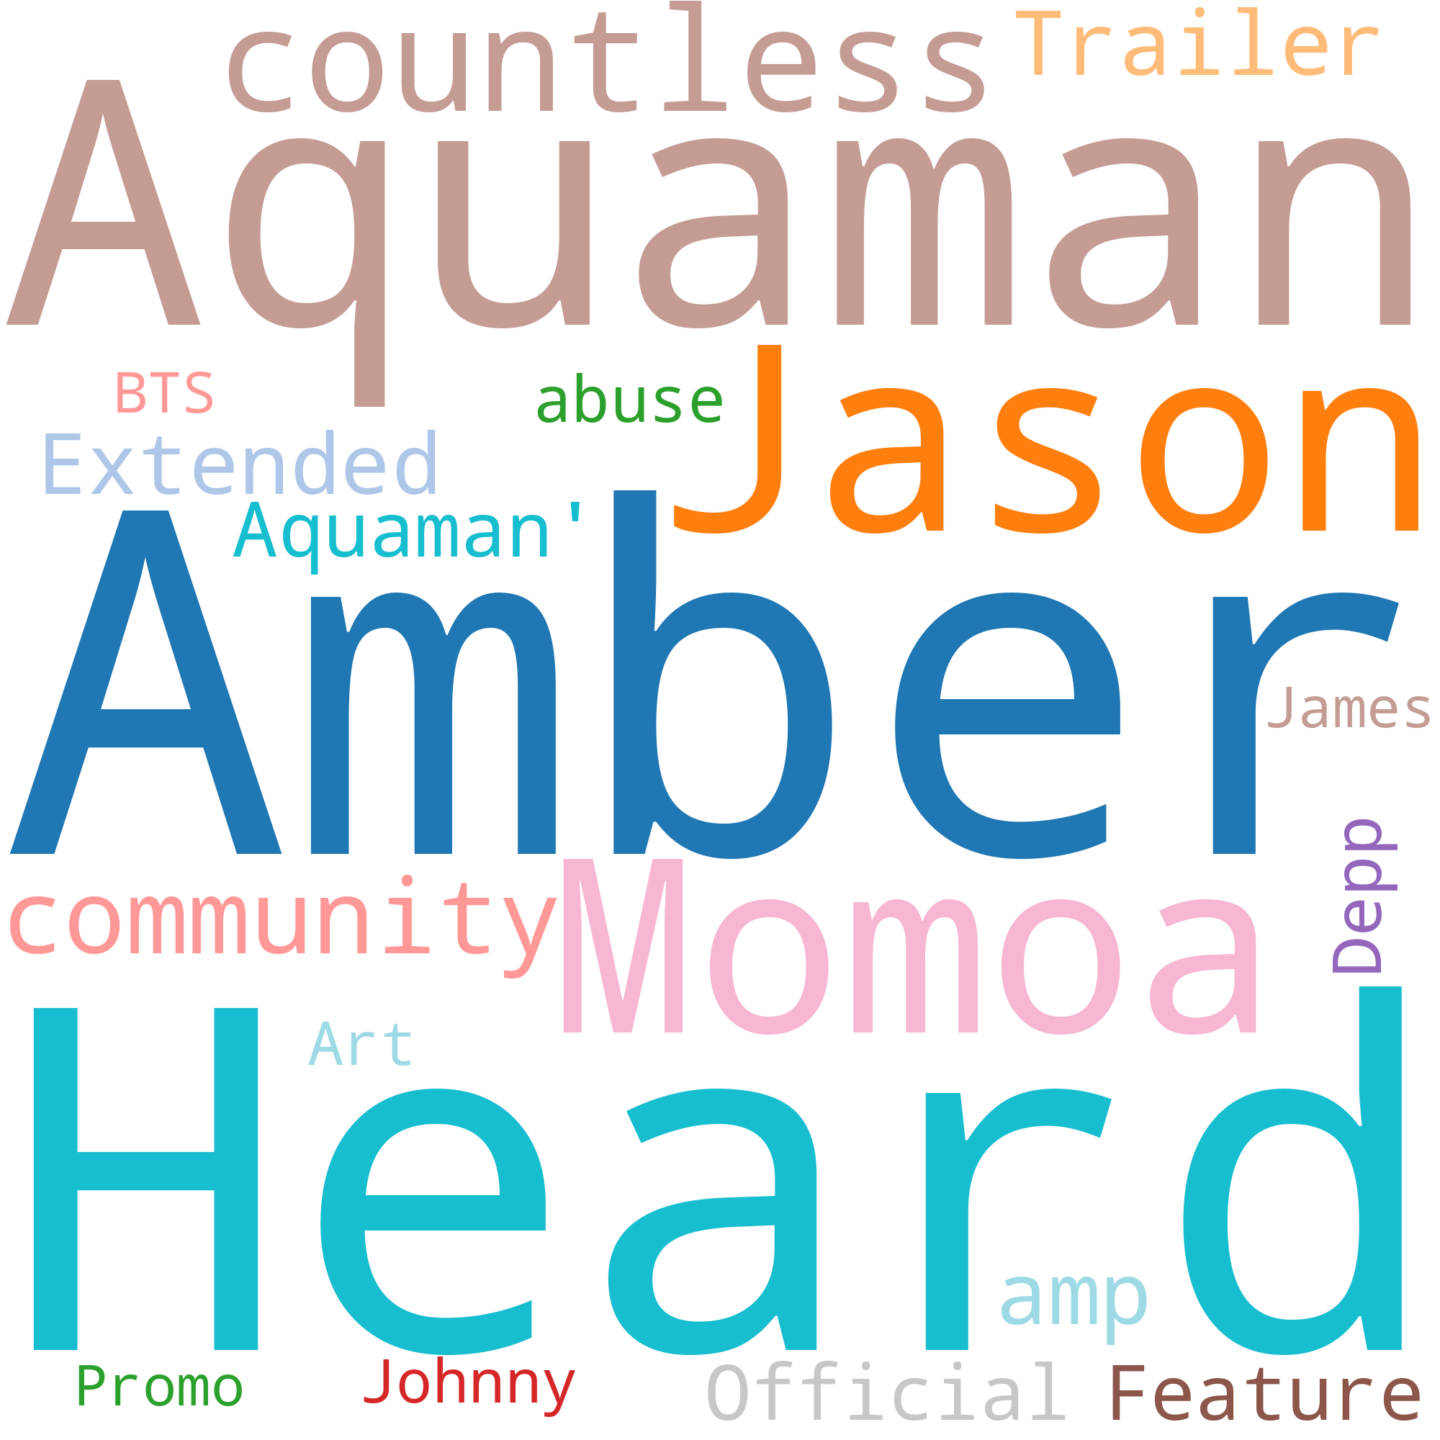 countless Trailer
Aquaman
BTS abuse Jason
Extended
Aquaman'
Amber
James
community Momoa Depp
Art
Heard
amp
Promo Johnny Official Feature